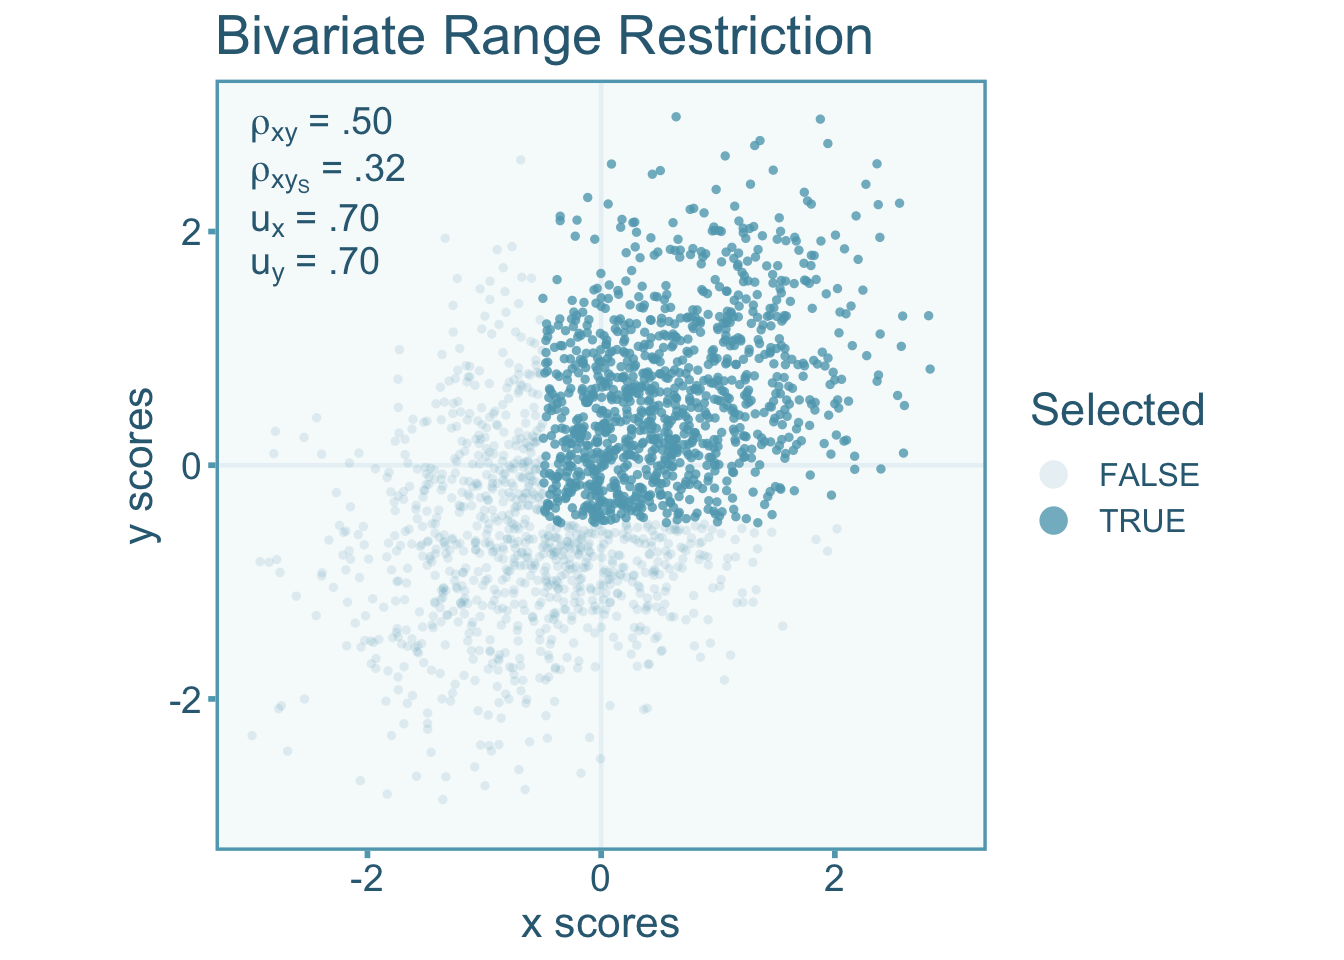 Bivariate Range Restriction
ρxy = .50
ρxyS = .32
ux = .70
uy = .70
2
0
-2
y scores
-2
0
2
x scores
Selected
FALSE
TRUE